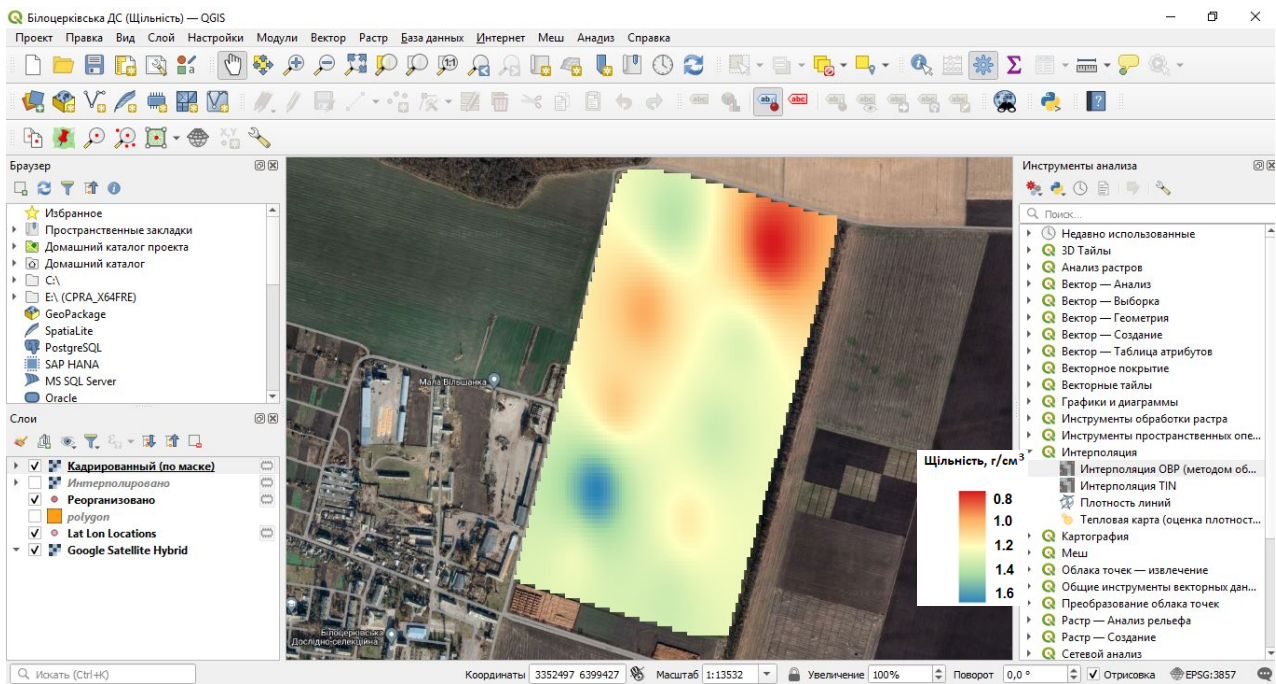 Білоцерківська ДС (Щільність) — QGIS
Проект Правка Вид Слой Настройки Модули Вектор Растр База данных Интернет Меш Анализ Справка
Браузер
Избранное
Пространственные закладки
Домашний каталог проекта
Домашний каталог
C:\
E:\ (CPRA_X64FRE)
GeoPackage
SpatiaLite
PostgreSQL
SAP HANA
MS SQL Server
Oracle
Слои
Кадрированный (по маске)
Интерполировано
Реорганизовано
polygon
Lat Lon Locations
Google Satellite Hybrid
Мала Вільшанка
Білоцерківська
Дослідно-селекційна...
Щільність, г/см³
0.8
1.0
1.2
1.4
1.6
Инструменты анализа
Поиск...
Недавно использованные
3D Тайлы
Анализ растров
Вектор — Анализ
Вектор — Выборка
Вектор — Геометрия
Вектор — Создание
Вектор — Таблица атрибутов
Векторное покрытие
Векторные тайлы
Графики и диаграммы
Инструменты обработки растра
Инструменты пространственных опе...
Интерполяция
Интерполяция ОВР (методом об...
Интерполяция TIN
Плотность линий
Тепловая карта (оценка плотност...
Картография
Меш
Облака точек — извлечение
Общие инструменты векторных дан...
Преобразование облака точек
Растр — Анализ рельефа
Растр — Создание
Сетевой анализ
Искать (Ctrl+K)
Координаты 3352497 6399427 Масштаб 1:13532 Увеличение 100% Поворот 0,0 ° Отрисовка EPSG:3857